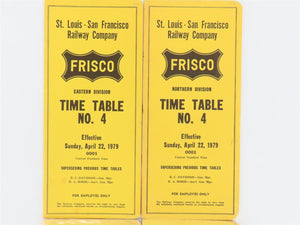 St. Louis - San Francisco
Railway Company
FRISCO
EASTERN DIVISION
TIME TABLE
NO. 4
Effective
Sunday, April 22, 1979
0001
Central Standard Time
SUPERSEDING PREVIOUS TIME TABLES
FOR EMPLOYES ONLY
St. Louis - San Francisco
Railway Company
FRISCO
NORTHERN DIVISION
TIME TABLE
NO. 4
Effective
Sunday, April 22, 1979
0001
Central Standard Time
SUPERSEDING PREVIOUS TIME TABLES
FOR EMPLOYES ONLY